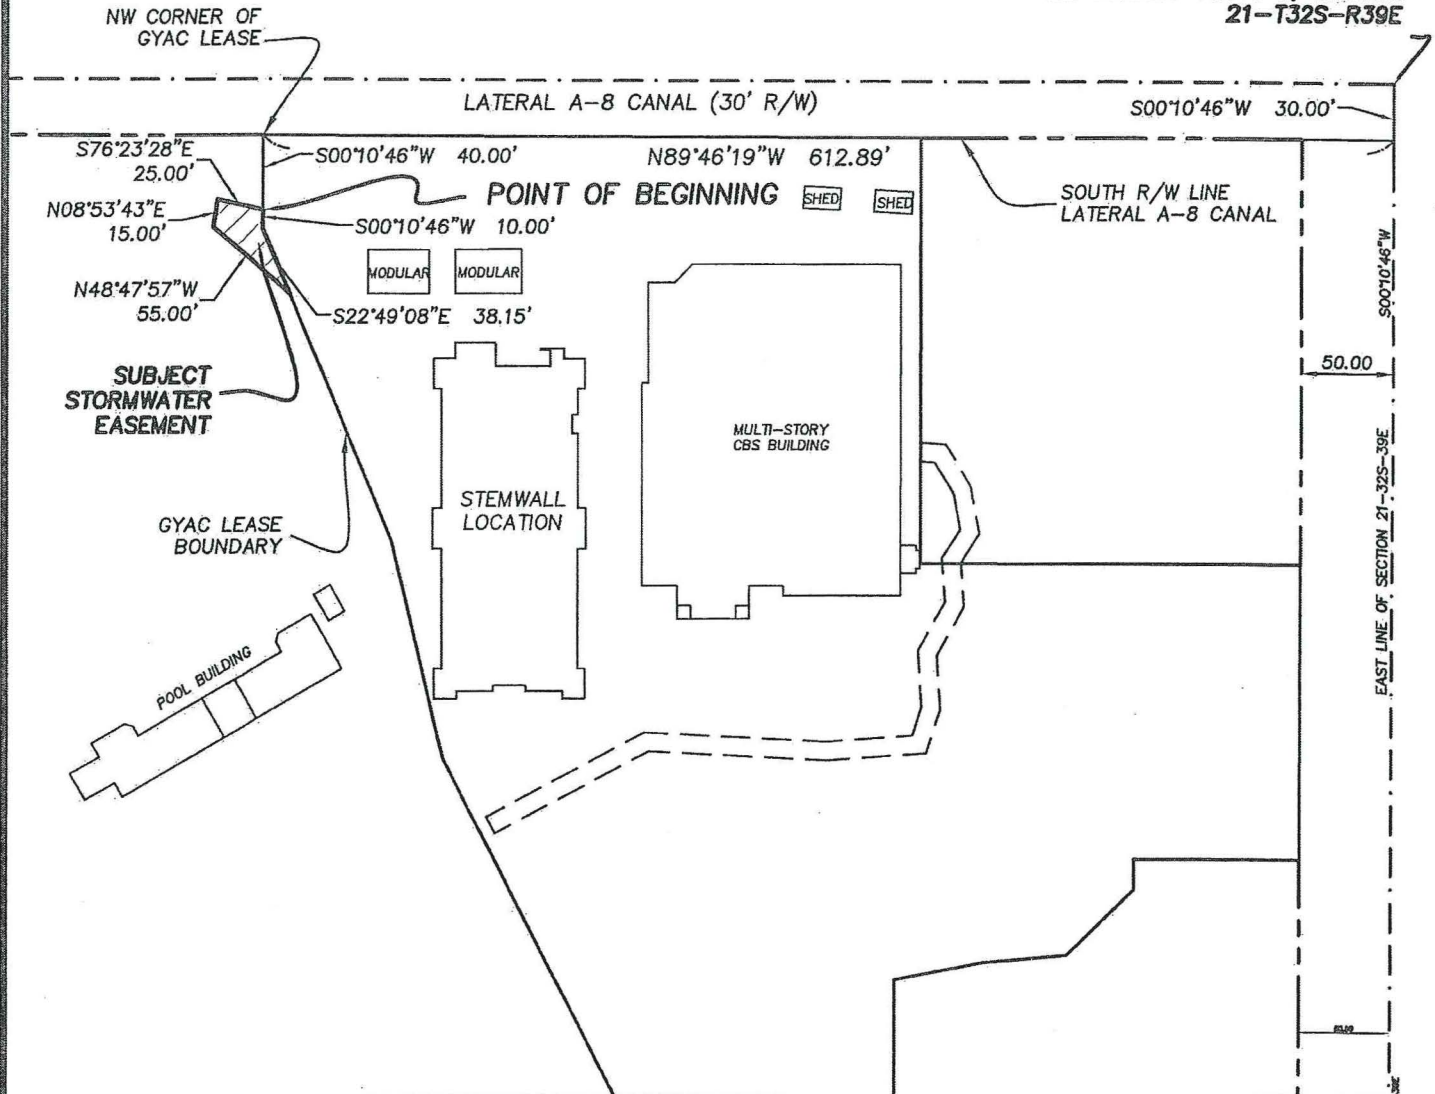 21-T32S-R39E
NW CORNER OF
GYAC LEASE
LATERAL A-8 CANAL (30' R/W)
S00°10'46"W 30.00'
S76°23'28"E
25.00'
S00°10'46"W 40.00'
N89°46'19"W 612.89'
POINT OF BEGINNING
SHED
SHED
SOUTH R/W LINE
LATERAL A-8 CANAL
N08°53'43"E
15.00'
S00°10'46"W 10.00'
MODULAR
MODULAR
S00°10'46"W
N48°47'57"W
55.00'
S22°49'08"E 38.15'
50.00
SUBJECT
STORMWATER
EASEMENT
MULTI-STORY
CBS BUILDING
STEMWALL
LOCATION
GYAC LEASE
BOUNDARY
EAST LINE OF SECTION 21-32S-39E
POOL BUILDING